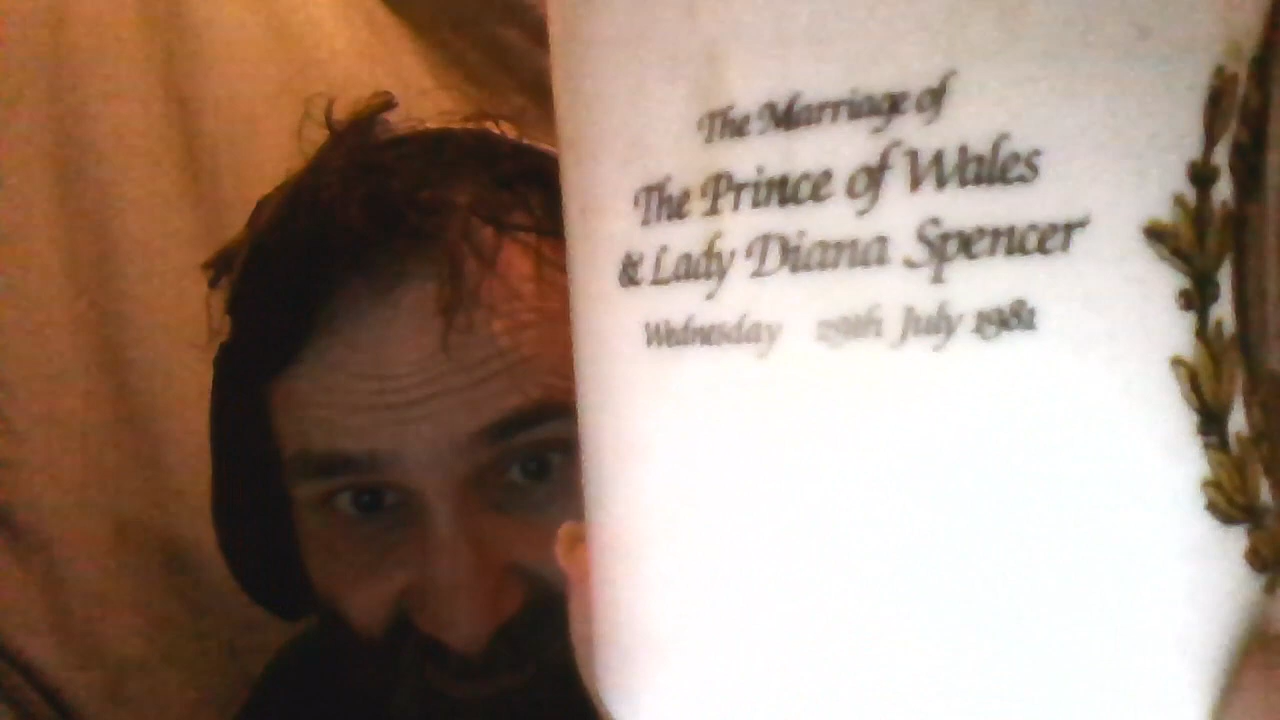 The Marriage of
The Prince of Wales
& Lady Diana Spencer
Wednesday 29th July 1981